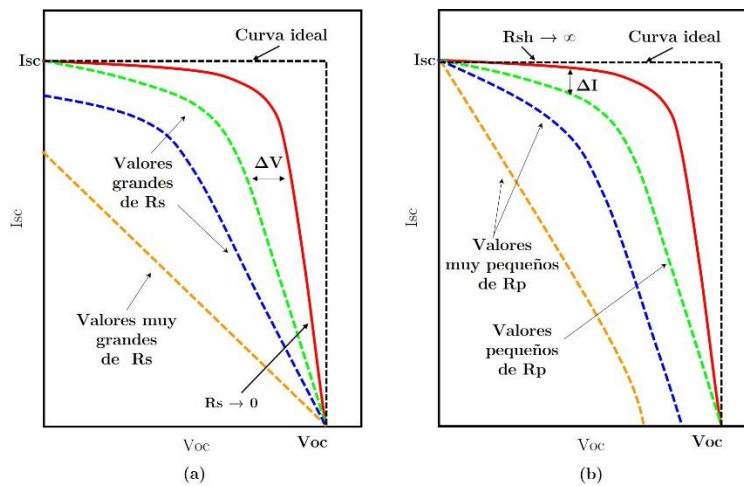 Curva ideal
Isc
Valores
grandes
de Rs
ΔV
Isc
Valores muy
grandes
de Rs
Rs → 0
Voc
Voc
(a)
Rsh → ∞
Curva ideal
Isc
ΔI
Isc
Valores
muy pequeños
de Rp
Valores
pequeños
de Rp
Voc
Voc
(b)